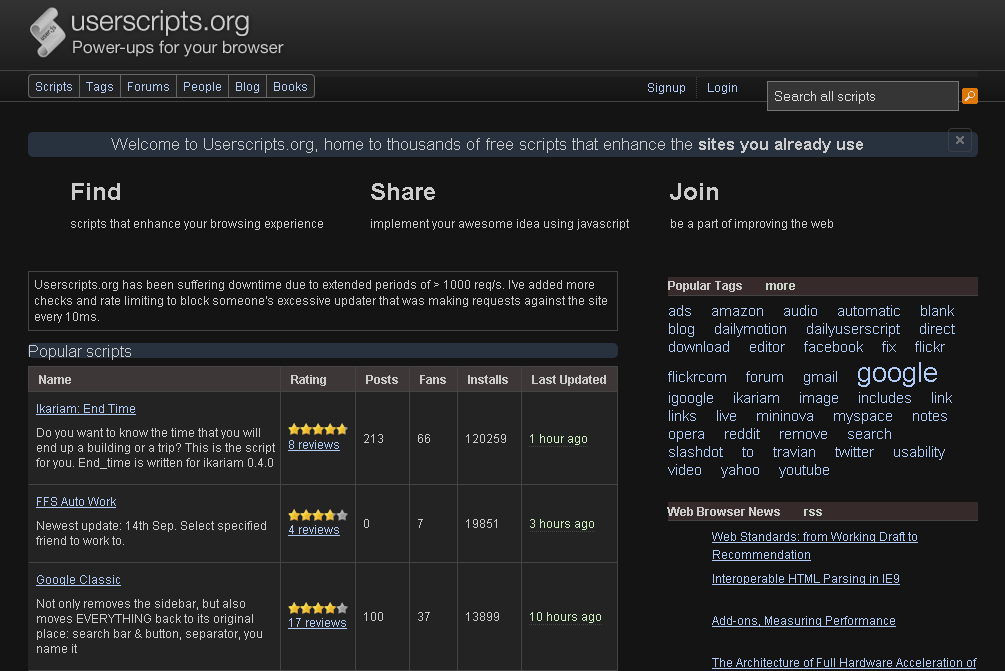 userscripts.org
Power-ups for your browser
Scripts Tags Forums People Blog Books
Signup Login Search all scripts
Welcome to Userscripts.org, home to thousands of free scripts that enhance the sites you already use
Find
scripts that enhance your browsing experience
Share
implement your awesome idea using javascript
Join
be a part of improving the web
Userscripts.org has been suffering downtime due to extended periods of > 1000 req/s. I've added more
checks and rate limiting to block someone's excessive updater that was making requests against the site
every 10ms.
Popular scripts
Name Rating Posts Fans Installs Last Updated
Ikariam: End Time
Do you want to know the time that you will
end up a building or a trip? This is the script
for you. End_time is written for ikariam 0.4.0
8 reviews
213 66 120259 1 hour ago
FFS Auto Work
Newest update: 14th Sep. Select specified
friend to work to.
4 reviews
0 7 19851 3 hours ago
Google Classic
Not only removes the sidebar, but also
moves EVERYTHING back to its original
place: search bar & button, separator, you
name it
17 reviews
100 37 13899 10 hours ago
Popular Tags more
ads amazon audio automatic blank
blog dailymotion dailyuserscript direct
download editor facebook fix flickr
flickrcom forum gmail google
igoogle ikariam image includes link
links live mininova myspace notes
opera reddit remove search
slashdot to travian twitter usability
video yahoo youtube
Web Browser News rss
Web Standards: from Working Draft to
Recommendation
Interoperable HTML Parsing in IE9
Add-ons, Measuring Performance
The Architecture of Full Hardware Acceleration of